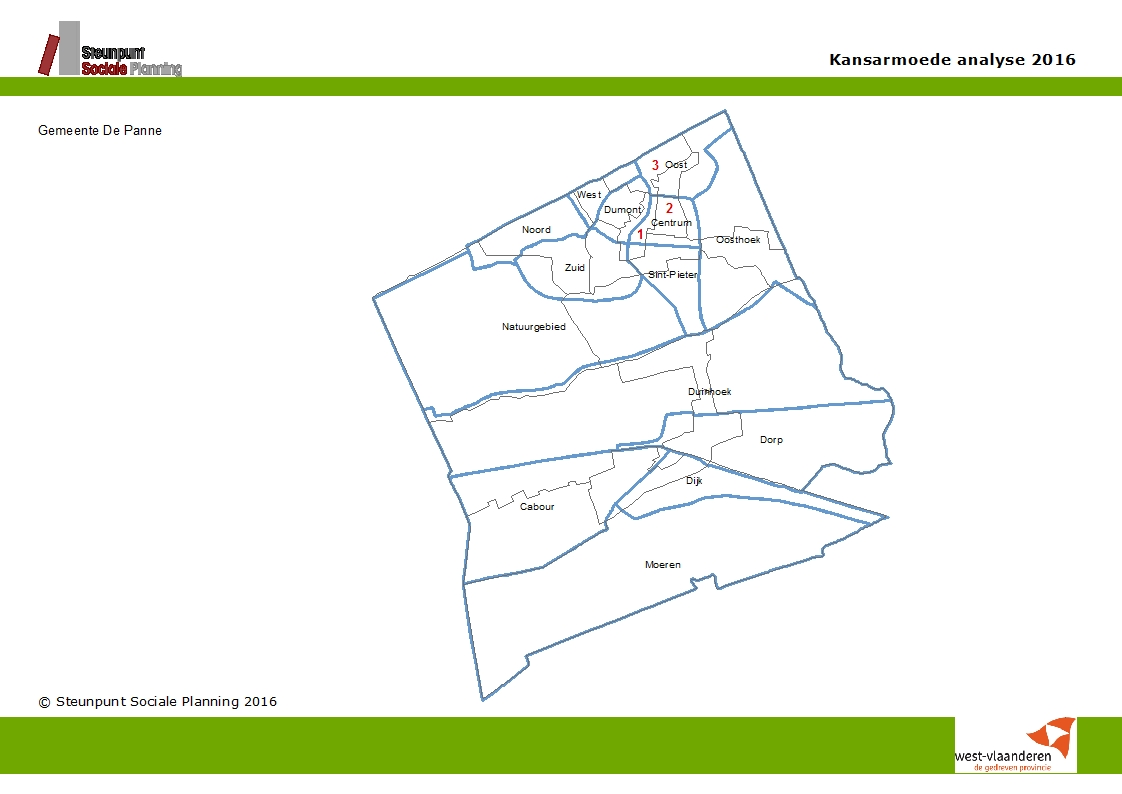 Steunpunt
Sociale Planning
Kansarmoede analyse 2016
Gemeente De Panne
3 Oost
West
Dumont
2
Centrum
Noord
1
Oosthoek
Zuid
Sint-Pieter
Natuurgebied
Duinhoek
Dorp
Dijk
Cabour
Moeren
© Steunpunt Sociale Planning 2016
west-vlaanderen
de gedreven provincie